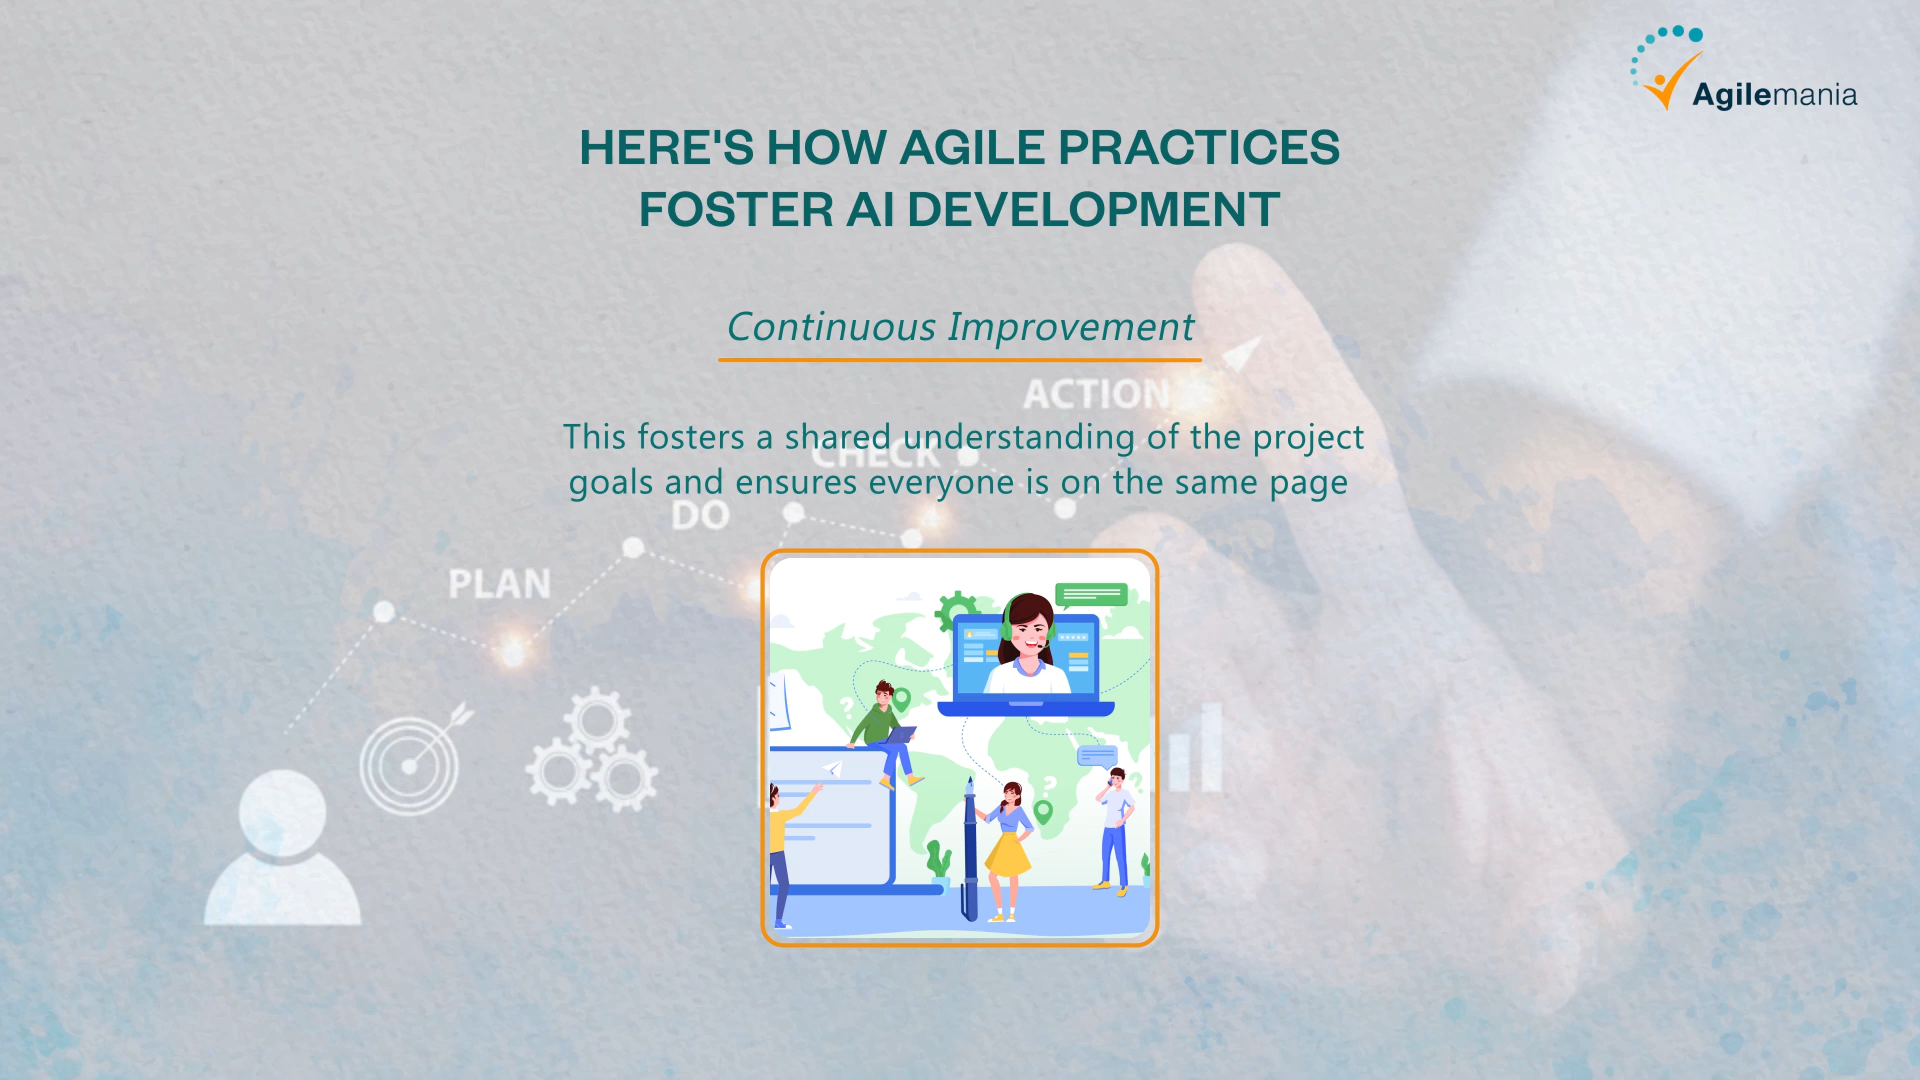 Agilemania
HERE'S HOW AGILE PRACTICES
FOSTER AI DEVELOPMENT
Continuous Improvement
ACTION
This fosters a shared understanding of the project
CHECK
goals and ensures everyone is on the same page
DO
PLAN